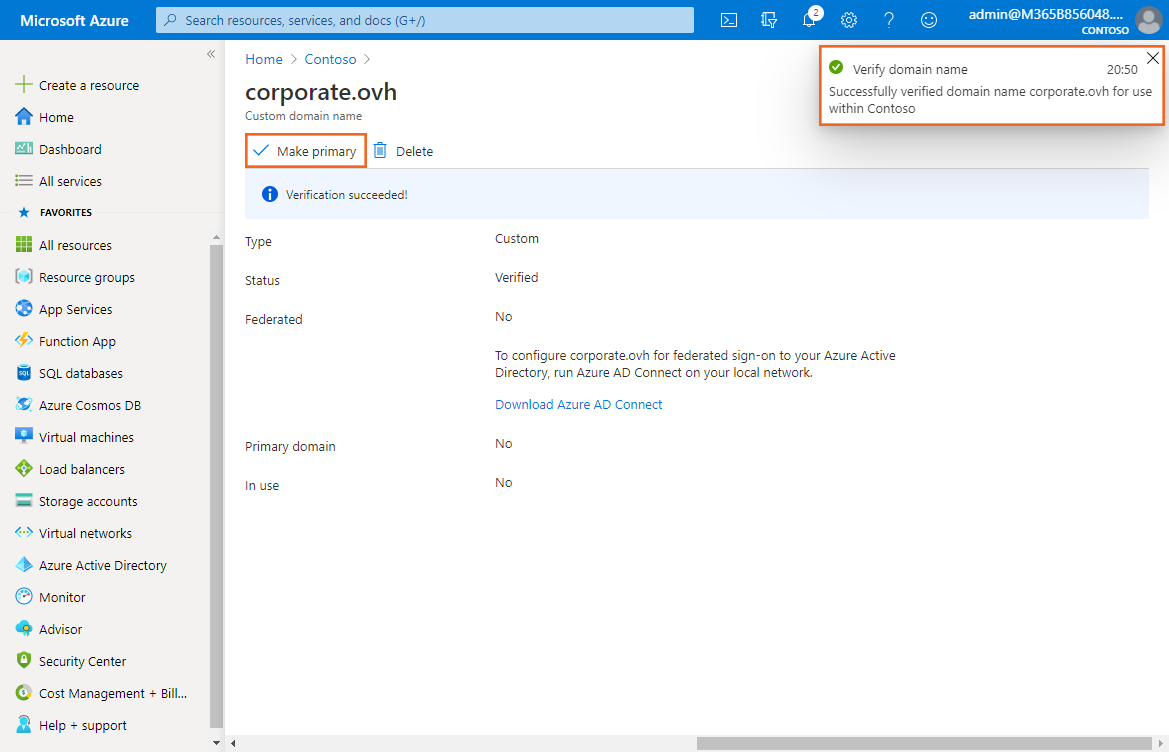 Microsoft Azure
Search resources, services, and docs (G+/)
2
admin@M365B856048....
CONTOSO
«
Create a resource
Home
Dashboard
All services
FAVORITES
All resources
Resource groups
App Services
Function App
SQL
SQL databases
Azure Cosmos DB
Virtual machines
Load balancers
Storage accounts
Virtual networks
Azure Active Directory
Monitor
Advisor
Security Center
Cost Management + Bill...
Help + support
Home > Contoso >
corporate.ovh
Custom domain name
Make primary
Delete
Verification succeeded!
Type
Custom
Status
Verified
Federated
No
To configure corporate.ovh for federated sign-on to your Azure Active
Directory, run Azure AD Connect on your local network.
Download Azure AD Connect
Primary domain
No
In use
No
Verify domain name
20:50
Successfully verified domain name corporate.ovh for use
within Contoso